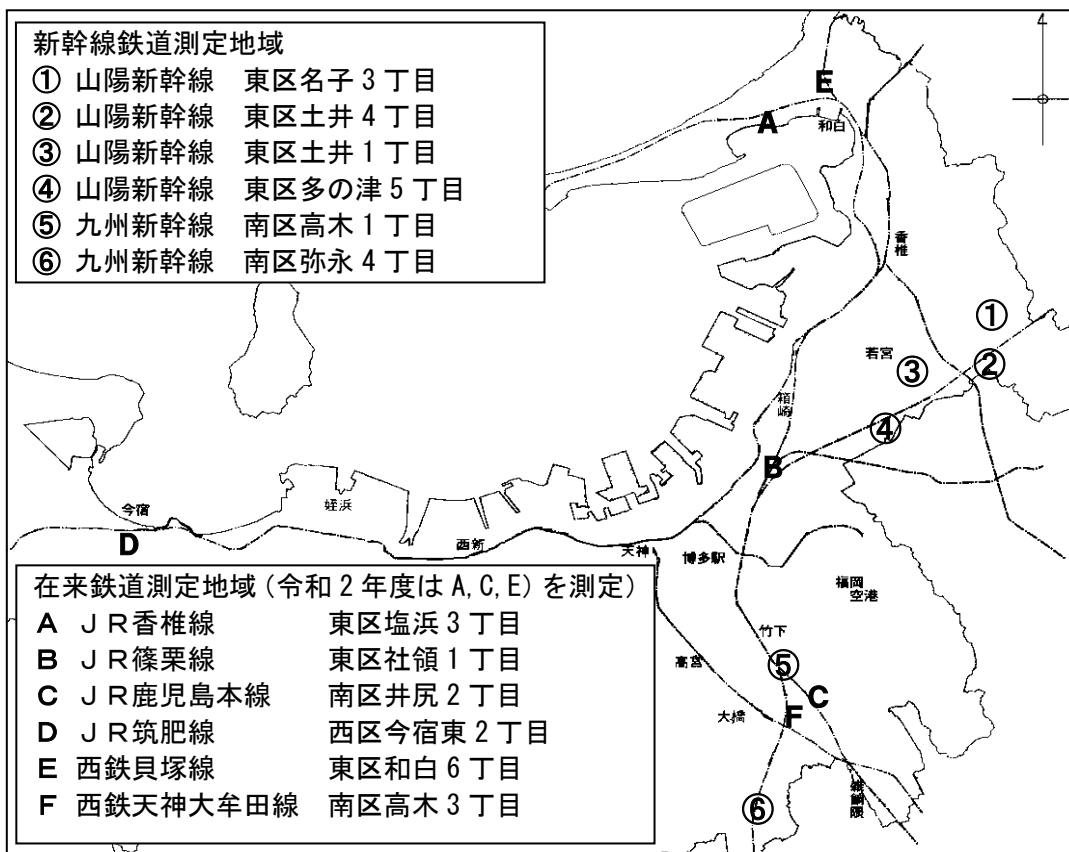 新幹線鉄道測定地域
① 山陽新幹線 東区名子3丁目
② 山陽新幹線 東区土井4丁目
③ 山陽新幹線 東区土井1丁目
④ 山陽新幹線 東区多の津5丁目
⑤ 九州新幹線 南区高木1丁目
⑥ 九州新幹線 南区弥永4丁目
4
E
A
和白
香椎
①
若宮
③
②
箱崎
④
B
今宿
姪浜
D
西新
天神
博多駅
福岡
空港
竹下
高宮
⑤
C
大橋
F
雑餉隈
⑥
在来鉄道測定地域(令和2年度はA,C,E)を測定)
A JR香椎線 東区塩浜3丁目
B JR篠栗線 東区社領1丁目
C JR鹿児島本線 南区井尻2丁目
D JR筑肥線 西区今宿東2丁目
E 西鉄貝塚線 東区和白6丁目
F 西鉄天神大牟田線 南区高木3丁目